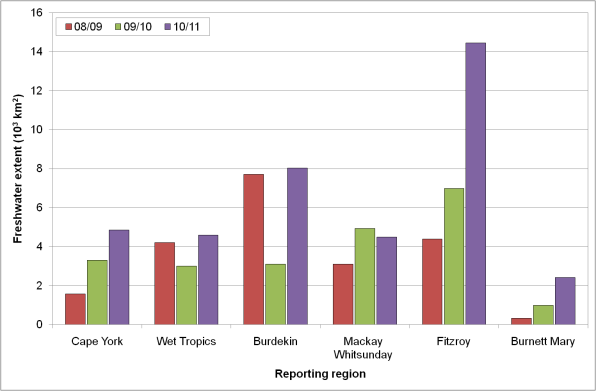 08/09 09/10 10/11
16
14
12
10
8
6
4
2
0
Freshwater extent (10³ km²)
Cape York Wet Tropics Burdekin Mackay Fitzroy Burnett Mary
Whitsunday
Reporting region